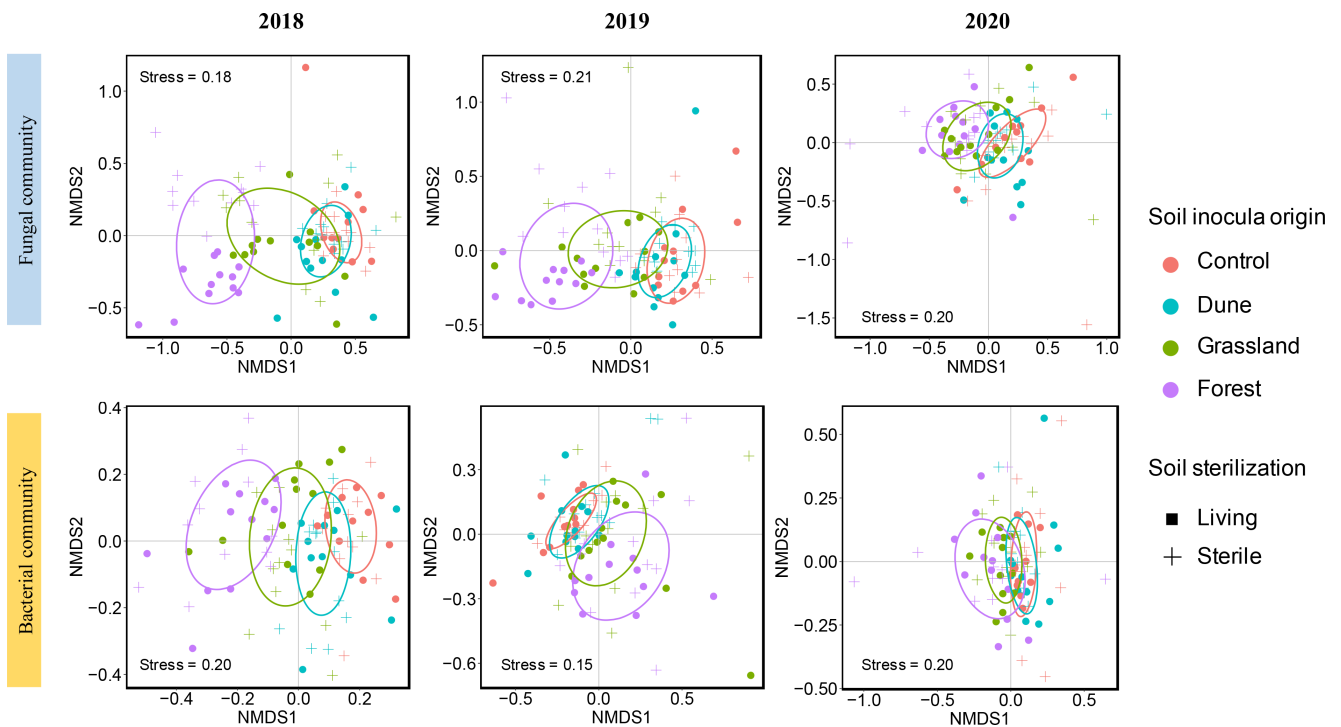 2018
2019
2020
Fungal community
Stress = 0.18
NMDS2
1.0
0.5
0.0
−0.5
−1.0
−0.5
0.0
0.5
NMDS1
Stress = 0.21
NMDS2
1.0
0.5
0.0
−0.5
−0.5
0.0
0.5
NMDS1
Stress = 0.20
NMDS2
0.5
0.0
−0.5
−1.0
−1.5
−1.0
−0.5
0.0
0.5
1.0
NMDS1
Bacterial community
Stress = 0.20
NMDS2
0.4
0.2
0.0
−0.2
−0.4
−0.4
−0.2
0.0
0.2
NMDS1
Stress = 0.15
NMDS2
0.3
0.0
−0.3
−0.6
−0.5
0.0
0.5
NMDS1
Stress = 0.20
NMDS2
0.50
0.25
0.00
−0.25
−0.50
−1.0
−0.5
0.0
0.5
NMDS1
Soil inocula origin
Control
Dune
Grassland
Forest
Soil sterilization
Living
Sterile